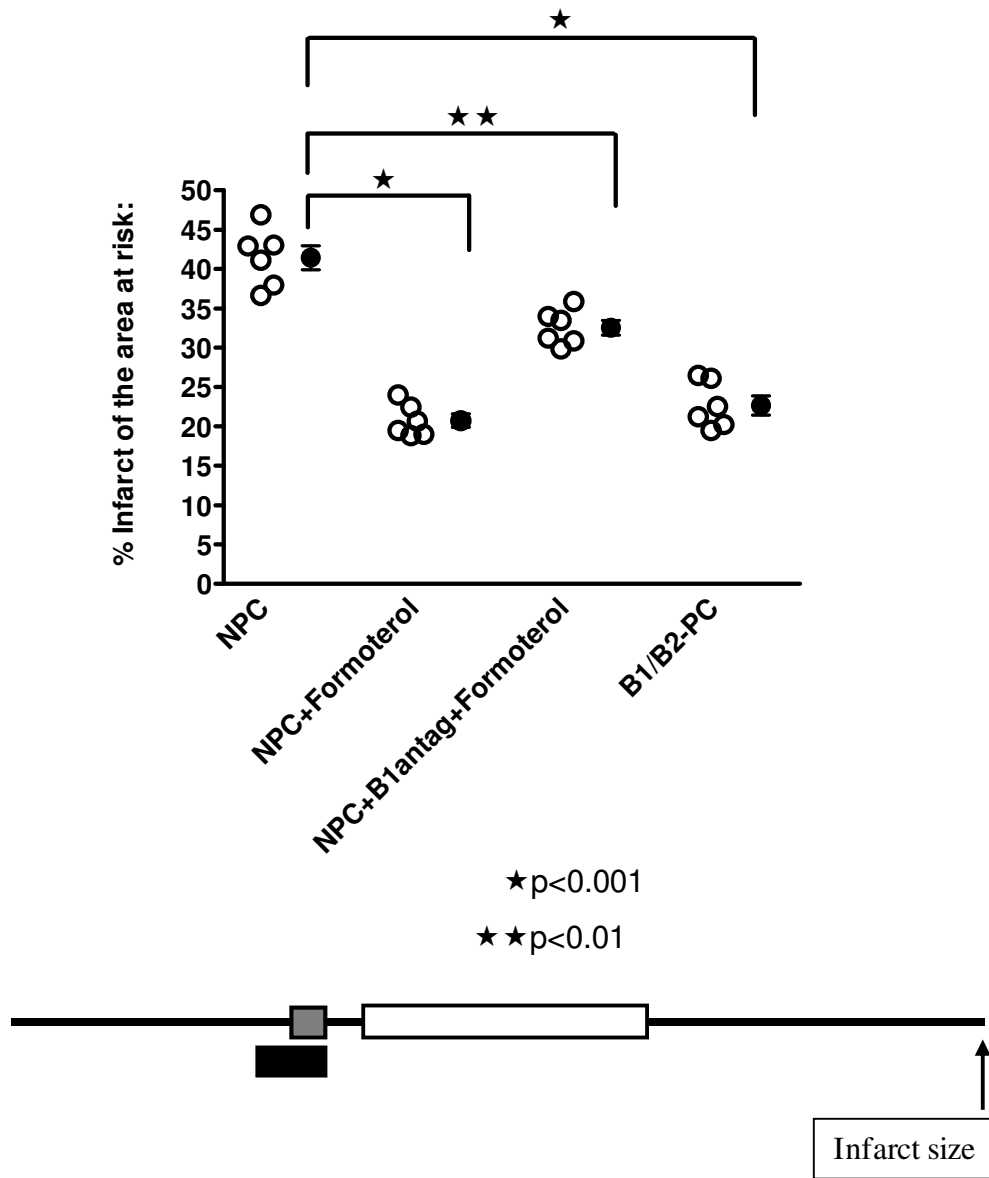 ★
★ ★
★
% Infarct of the area at risk:
50
45
40
35
30
25
20
15
10
5
0
NPC
NPC+Formoterol
NPC+B1antag+Formoterol
B1/B2-PC
★p<0.001
★ ★p<0.01
Infarct size